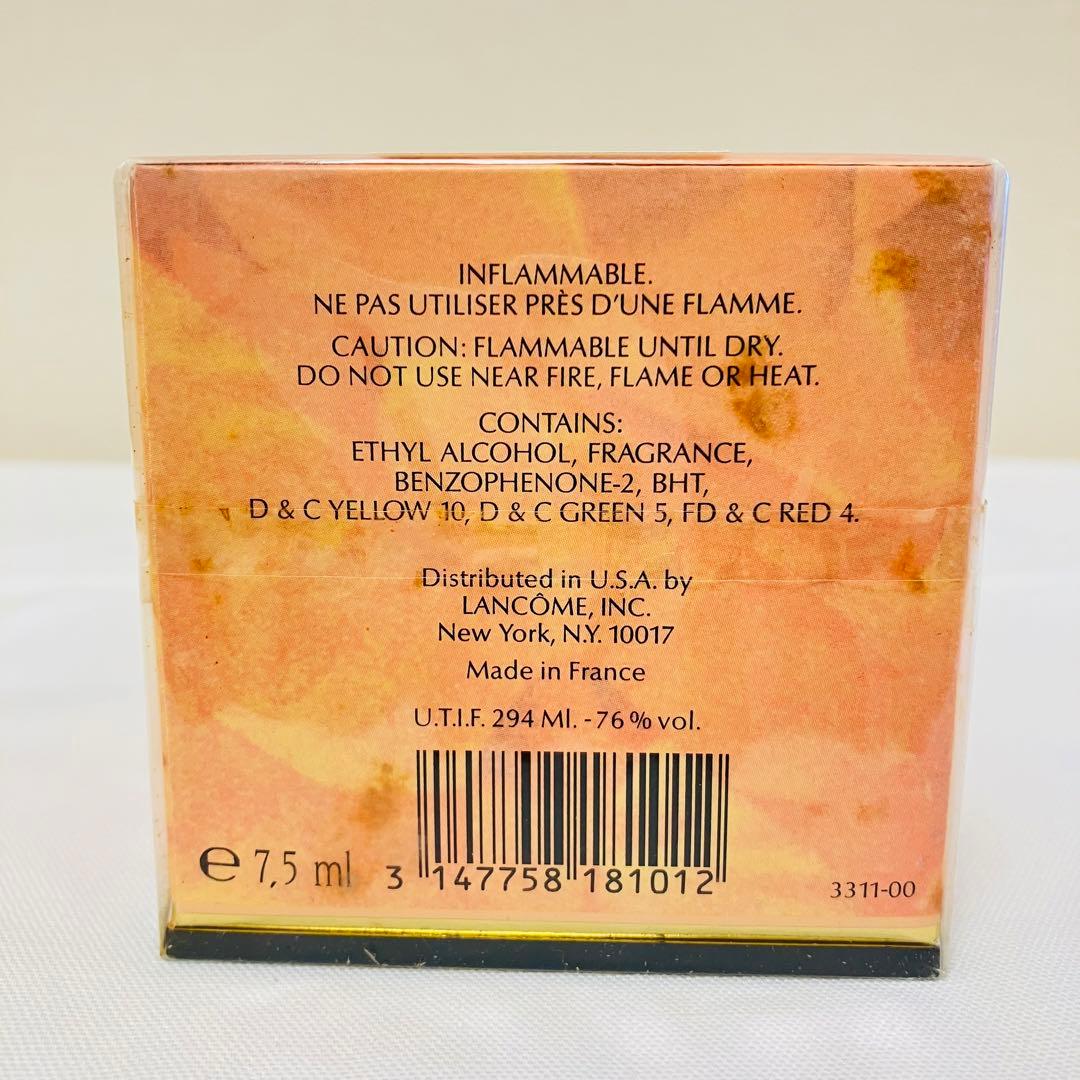 INFLAMMABLE.
NE PAS UTILISER PRÈS D'UNE FLAMME.
CAUTION: FLAMMABLE UNTIL DRY.
DO NOT USE NEAR FIRE, FLAME OR HEAT.
CONTAINS:
ETHYL ALCOHOL, FRAGRANCE,
BENZOPHENONE-2, BHT,
D & C YELLOW 10, D & C GREEN 5, FD & C RED 4.
Distributed in U.S.A. by
LANCÔME, INC.
New York, N.Y. 10017
Made in France
U.T.I.F. 294 Ml. - 76 % vol.
℮ 7,5 ml
3 147758 181012
3311-00